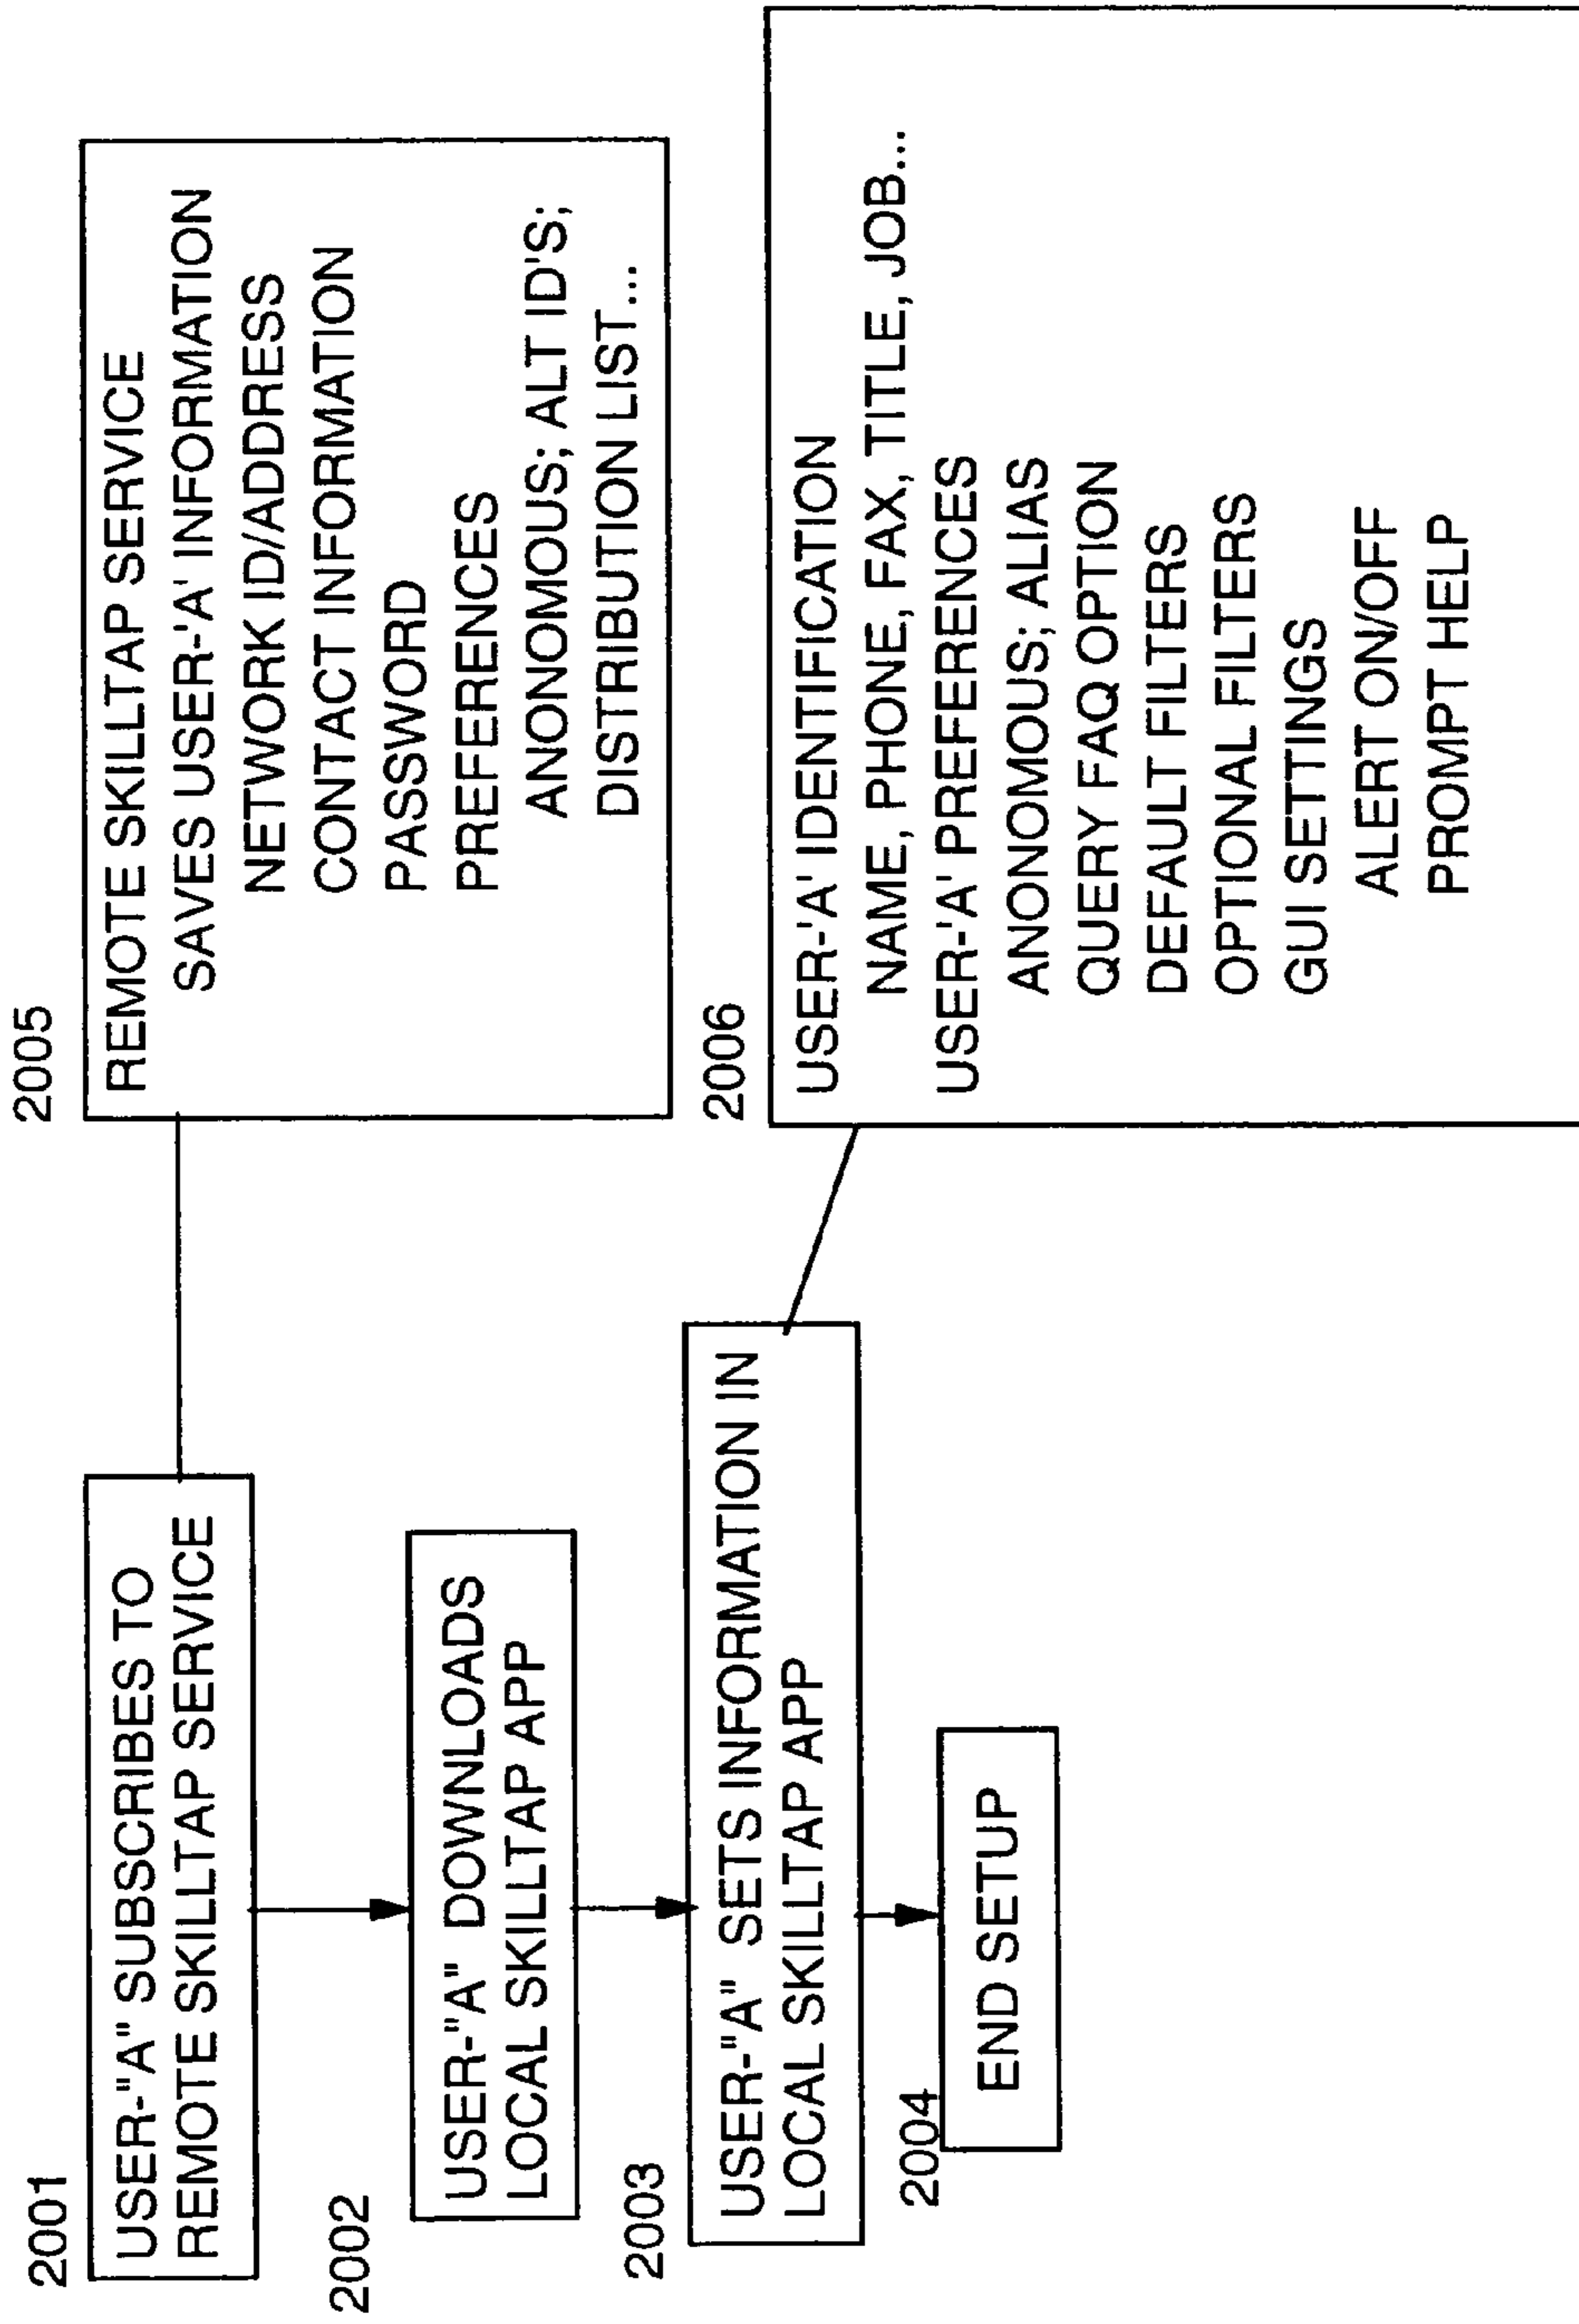 2001
USER-"A" SUBSCRIBES TO
REMOTE SKILLTAP SERVICE
2002
USER-"A" DOWNLOADS
LOCAL SKILLTAP APP
2003
USER-"A" SETS INFORMATION IN
LOCAL SKILLTAP APP
2004
END SETUP
2005
REMOTE SKILLTAP SERVICE
SAVES USER-'A' INFORMATION
NETWORK ID/ADDRESS
CONTACT INFORMATION
PASSWORD
PREFERENCES
ANONOMOUS; ALT ID'S;
DISTRIBUTION LIST...
2006
USER-'A' IDENTIFICATION
NAME, PHONE, FAX, TITLE, JOB...
USER-'A' PREFERENCES
ANONOMOUS; ALIAS
QUERY FAQ OPTION
DEFAULT FILTERS
OPTIONAL FILTERS
GUI SETTINGS
ALERT ON/OFF
PROMPT HELP